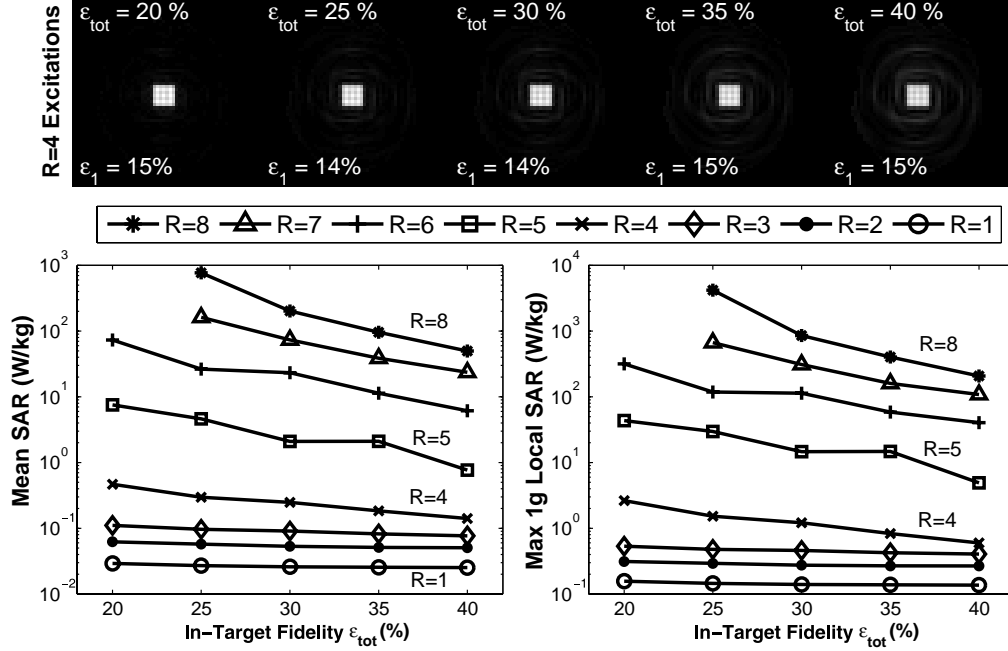 ε_tot = 20 % ε_tot = 25 % ε_tot = 30 % ε_tot = 35 % ε_tot = 40 %
R=4 Excitations
ε_1 = 15% ε_1 = 14% ε_1 = 14% ε_1 = 15% ε_1 = 15%
R=8 R=7 R=6 R=5 R=4 R=3 R=2 R=1
Mean SAR (W/kg)
10^3
10^2
10^1
10^0
10^-1
10^-2
R=8
R=5
R=4
R=1
20 25 30 35 40
In-Target Fidelity ε_tot (%)
Max 1g Local SAR (W/kg)
10^4
10^3
10^2
10^1
10^0
10^-1
R=8
R=5
R=4
20 25 30 35 40
In-Target Fidelity ε_tot (%)